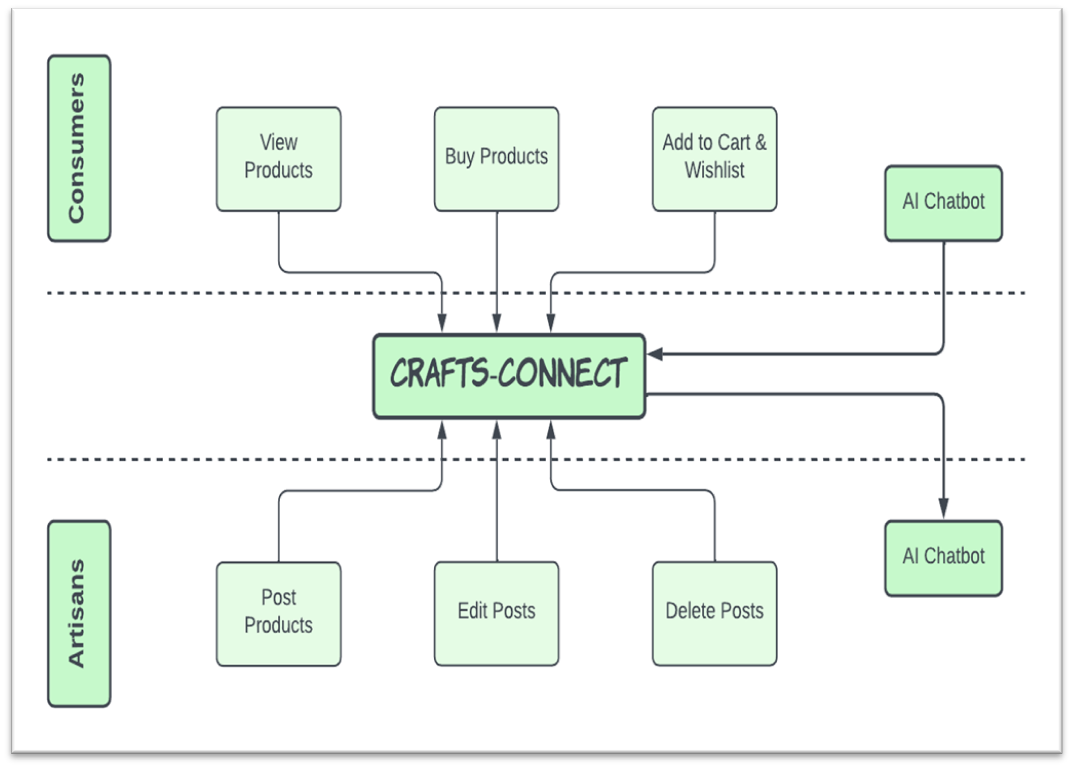 Consumers
View
Products
Buy Products
Add to Cart &
Wishlist
AI Chatbot
CRAFTS-CONNECT
Artisans
Post
Products
Edit Posts
Delete Posts
AI Chatbot